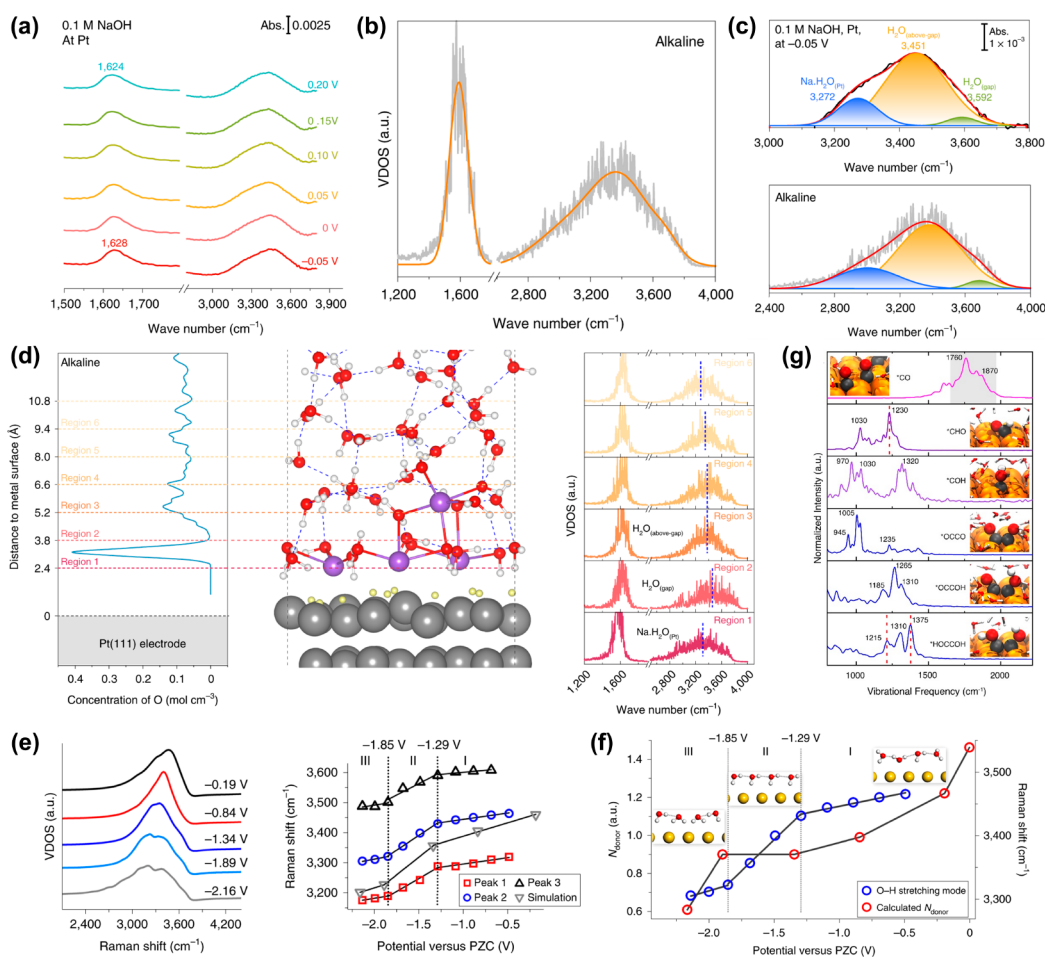 (a)
0.1 M NaOH
At Pt
Abs. 0.0025
1,624
0.20 V
0 .15V
0.10 V
0.05 V
0 V
1,628
−0.05 V
1,500 1,600 1,700 3,000 3,300 3,600 3,900
Wave number (cm−1)
(b)
Alkaline
VDOS (a.u.)
1,200 1,600 2,800 3,200 3,600 4,000
Wave number (cm−1)
(c)
0.1 M NaOH, Pt,
at −0.05 V
H2O(above-gap)
3,451
Abs.
1 × 10−3
Na.H2O(Pt)
3,272
H2O(gap)
3,592
3,000 3,200 3,400 3,600 3,800
Wave number (cm−1)
Alkaline
2,400 2,800 3,200 3,600 4,000
Wave number (cm−1)
(d)
Alkaline
Distance to metal surface (Å)
10.8
Region 6
9.4
Region 5
8.0
Region 4
6.6
Region 3
5.2
Region 2
3.8
Region 1
2.4
0
Pt(111) electrode
0.4 0.3 0.2 0.1 0
Concentration of O (mol cm−3)
VDOS (a.u.)
Region 6
Region 5
Region 4
Region 3
H2O(above-gap)
Region 2
H2O(gap)
Region 1
Na.H2O(Pt)
1,200 1,600 2,800 3,200 3,600 4,000
Wave number (cm−1)
(g)
Normalized Intensity (a.u.)
1760
1870
*CO
1230
1030
*CHO
970
1030
1320
*COH
1005
945
1235
*OCCO
1265
1185
1310
*OCCOH
1375
1310
1215
*HOCCOH
1000 1500 2000
Vibrational Frequency (cm-1)
(e)
VDOS (a.u.)
−0.19 V
−0.84 V
−1.34 V
−1.89 V
−2.16 V
2,400 3,000 3,600 4,200
Raman shift (cm−1)
−1.85 V
−1.29 V
III II I
Raman shift (cm−1)
3,600
3,500
3,400
3,300
3,200
Peak 1 Peak 3
Peak 2 Simulation
−2.0 −1.5 −1.0 −0.5
Potential versus PZC (V)
(f)
−1.85 V
−1.29 V
III II I
Ndonor (a.u.)
1.4
1.2
1.0
0.8
0.6
3,500
3,400
3,300
Raman shift (cm−1)
O–H stretching mode
Calculated Ndonor
−2.0 −1.5 −1.0 −0.5 0
Potential versus PZC (V)